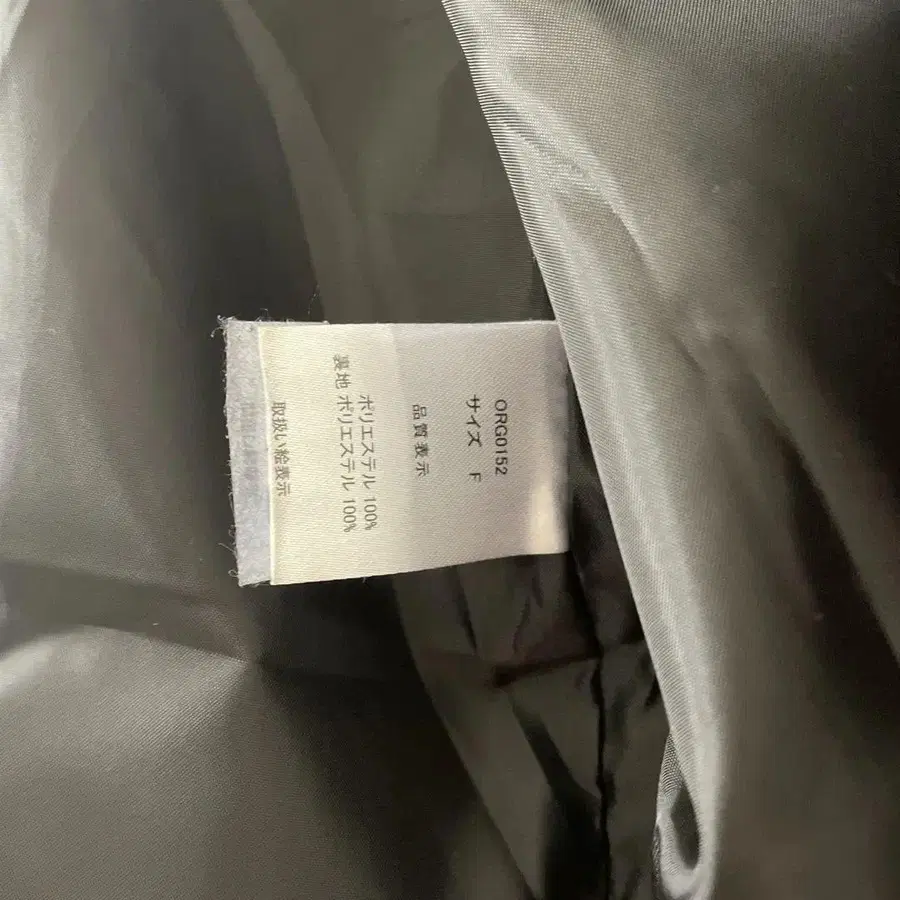 ORG0152
サイズ F
品質表示
ポリエステル 100%
裏地 ポリエステル 100%
取扱い絵表示